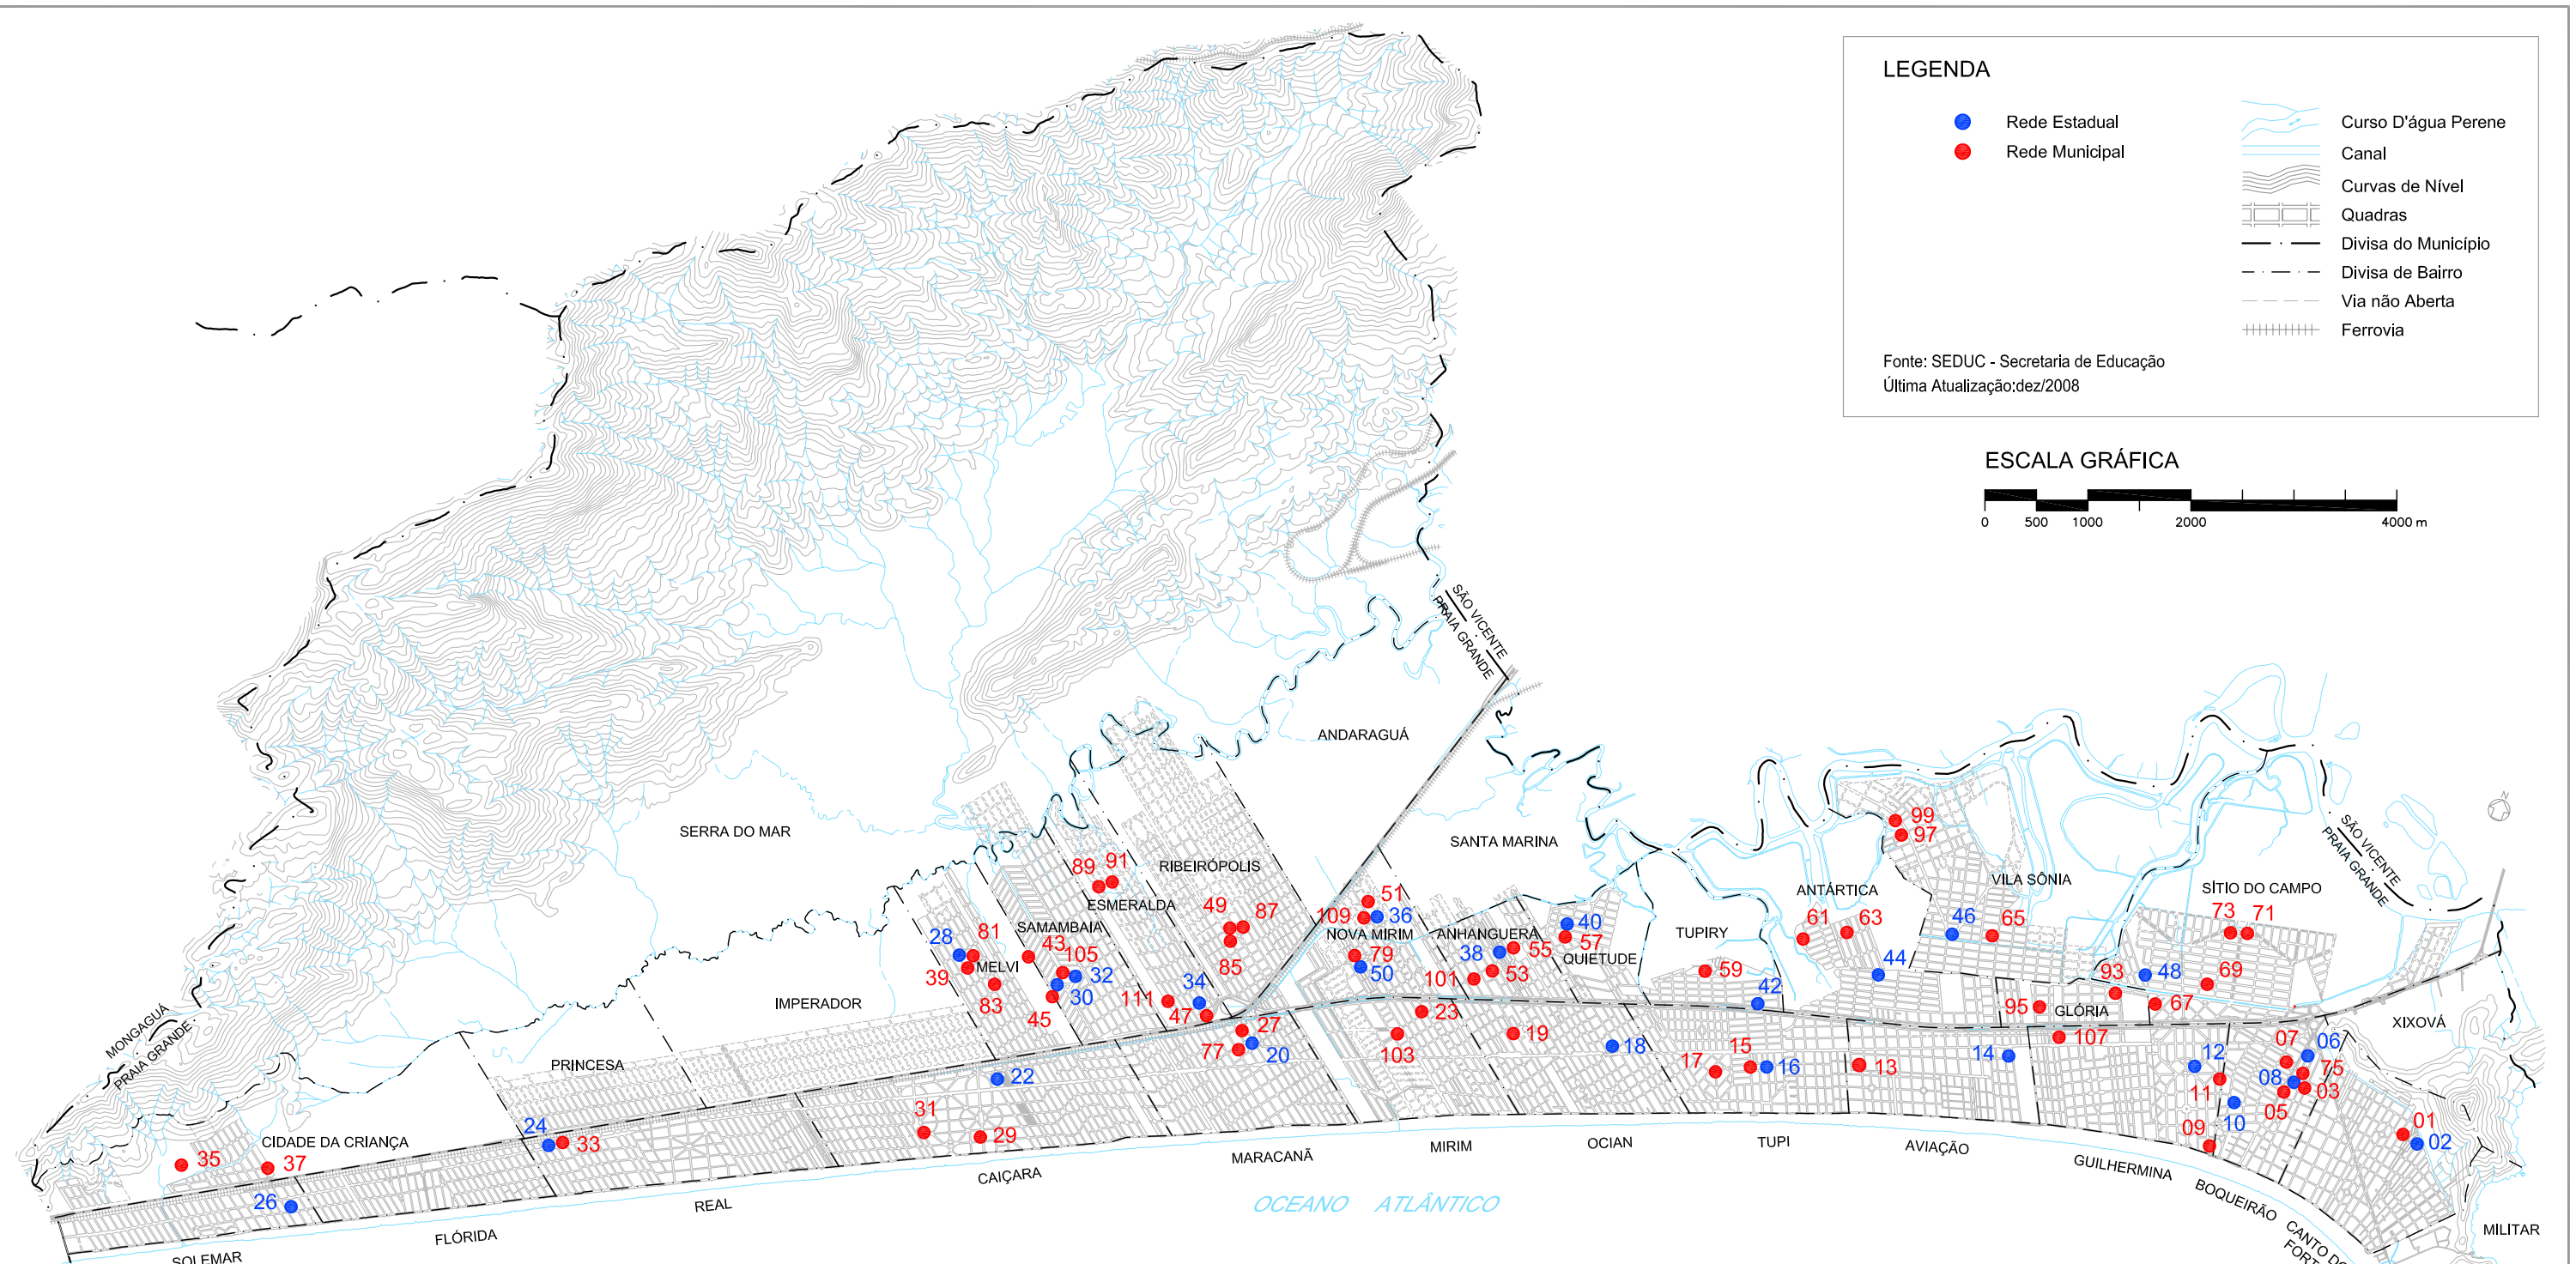 LEGENDA
Rede Estadual
Rede Municipal
Curso D'água Perene
Canal
Curvas de Nível
Quadras
Divisa do Município
Divisa de Bairro
Via não Aberta
Ferrovia
Fonte: SEDUC - Secretaria de Educação
Última Atualização:dez/2008
ESCALA GRÁFICA
0 500 1000 2000 4000 m
SÃO VICENTE
PRAIA GRANDE
ANDARAGUÁ
SERRA DO MAR
SANTA MARINA
N
SÃO VICENTE
PRAIA GRANDE
99
97
89 91
RIBEIRÓPOLIS
ESMERALDA
VILA SÔNIA
ANTÁRTICA
SÍTIO DO CAMPO
51
109 36
49 87
85
40
57
61 63
46 65
73 71
SAMAMBAIA
NOVA MIRIM
ANHANGUERA
QUIETUDE
TUPIRY
28 81
39
MELVI
83
43
105
32
30
45
79
50
38 55
53
101
59
42
44
93
48
69
67
95
GLÓRIA
107
IMPERADOR
111
34
47
27
20
77
23
103
19
18
17
15
16
13
14
12
11
10
09
07
06
75
08
03
05
XIXOVÁ
MONGAGUÁ
PRAIA GRANDE
PRINCESA
22
31
29
24
33
CIDADE DA CRIANÇA
35
37
26
01
02
SOLEMAR
FLÓRIDA
REAL
CAIÇARA
MARACANÃ
MIRIM
OCIAN
TUPI
AVIAÇÃO
GUILHERMINA
BOQUEIRÃO
CANTO DO
MILITAR
OCEANO ATLÂNTICO